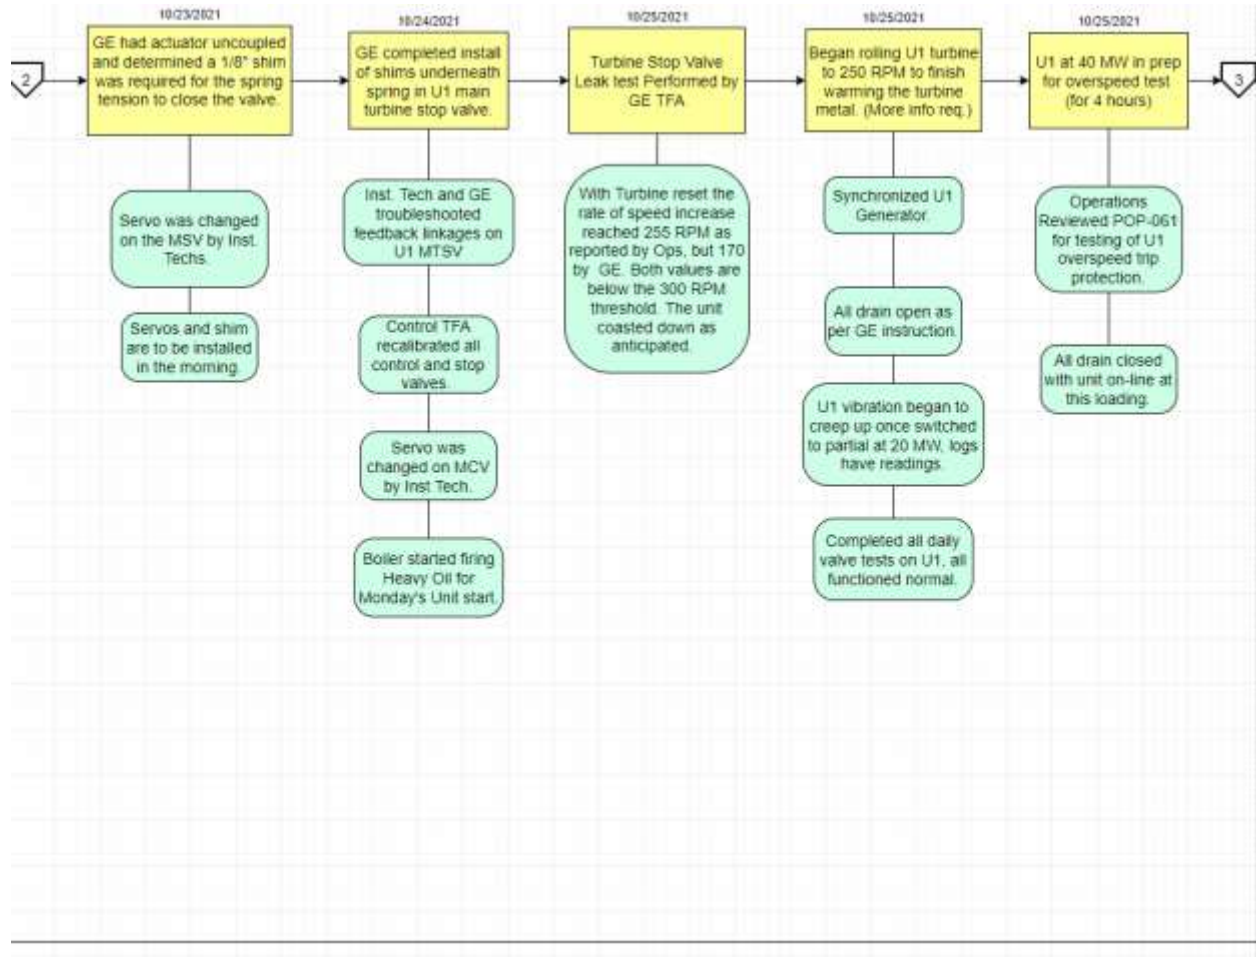 10/23/2021
GE had actuator uncoupled
and determined a 1/8" shim
was required for the spring
tension to close the valve.
2
Servo was changed
on the MSV by Inst.
Techs.
Servos and shim
are to be installed
in the morning.
10/24/2021
GE completed install
of shims underneath
spring in U1 main
turbine stop valve.
Inst. Tech and GE
troubleshooted
feedback linkages on
U1 MTSV
Control TFA
recalibrated all
control and stop
valves.
Servo was
changed on MCV
by Inst Tech.
Boiler started firing
Heavy Oil for
Monday's Unit start.
10/25/2021
Turbine Stop Valve
Leak test Performed by
GE TFA
With Turbine reset the
rate of speed increase
reached 255 RPM as
reported by Ops, but 170
by GE. Both values are
below the 300 RPM
threshold. The unit
coasted down as
anticipated.
10/25/2021
Began rolling U1 turbine
to 250 RPM to finish
warming the turbine
metal. (More info req.)
Synchronized U1
Generator.
All drain open as
per GE instruction.
U1 vibration began to
creep up once switched
to partial at 20 MW, logs
have readings.
Completed all daily
valve tests on U1, all
functioned normal.
10/25/2021
U1 at 40 MW in prep
for overspeed test
(for 4 hours)
3
Operations
Reviewed POP-061
for testing of U1
overspeed trip
protection.
All drain closed
with unit on-line at
this loading.